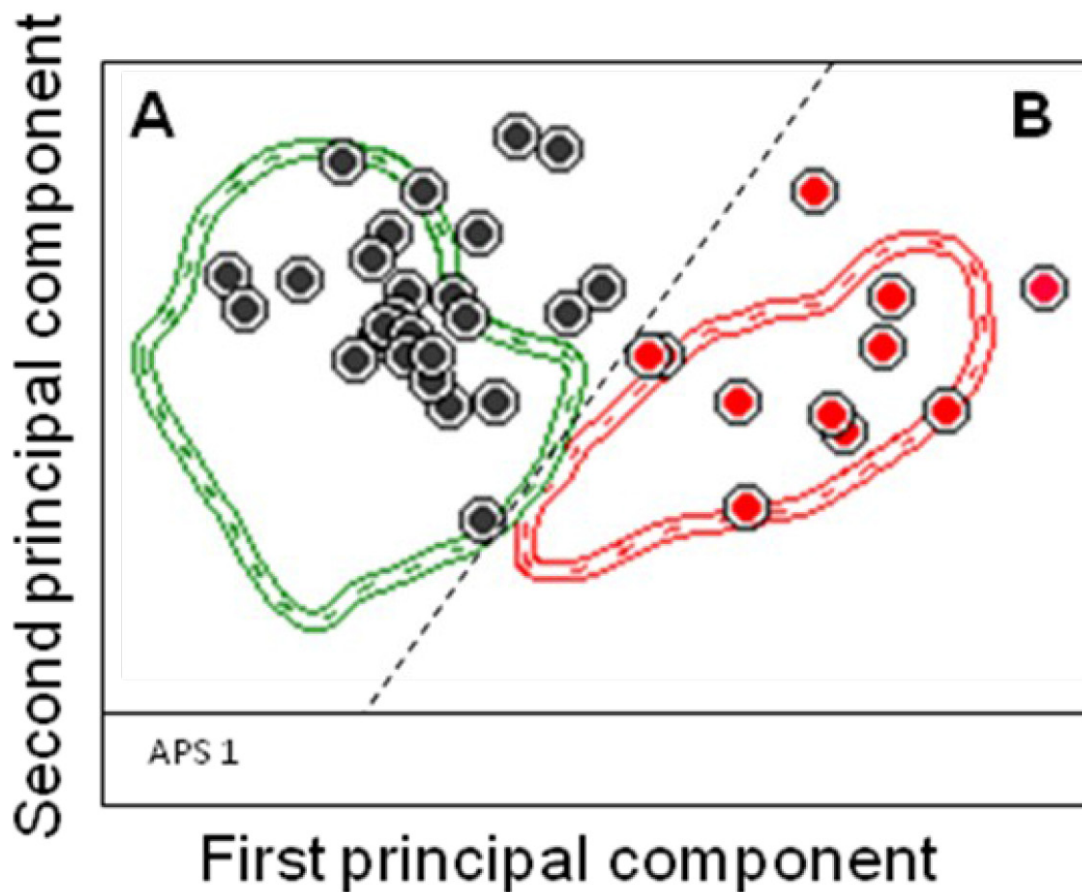 Second principal component
A
B
APS 1
First principal component